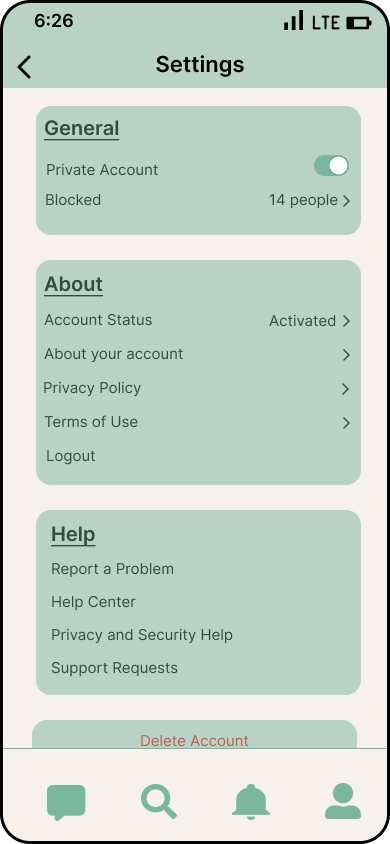 6:26 LTE
Settings
General
Private Account
Blocked 14 people
About
Account Status Activated
About your account
Privacy Policy
Terms of Use
Logout
Help
Report a Problem
Help Center
Privacy and Security Help
Support Requests
Delete Account